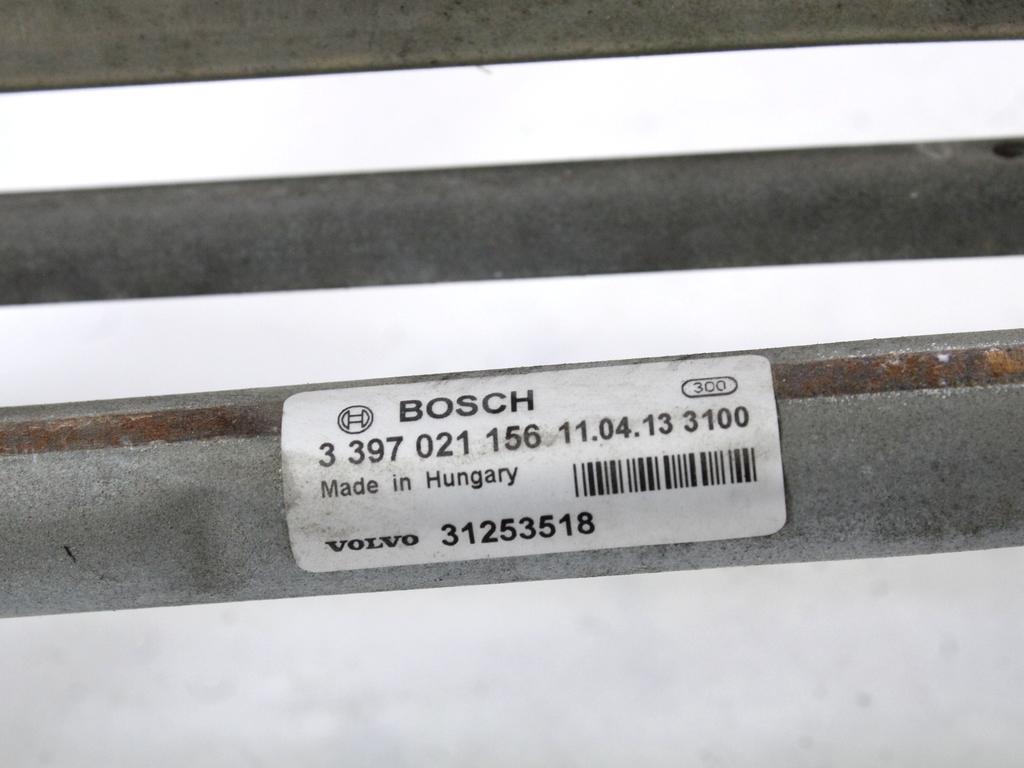 BOSCH 300
3 397 021 156 11.04.13 3100
Made in Hungary
VOLVO 31253518